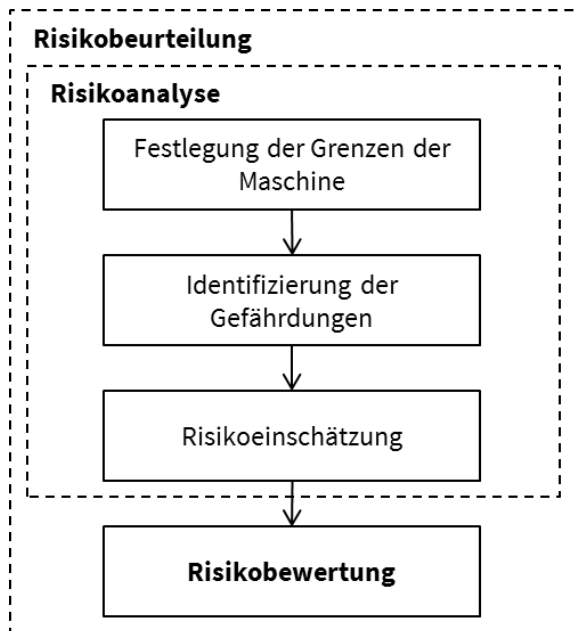 Risikobeurteilung
Risikoanalyse
Festlegung der Grenzen der
Maschine
Identifizierung der
Gefährdungen
Risikoeinschätzung
Risikobewertung